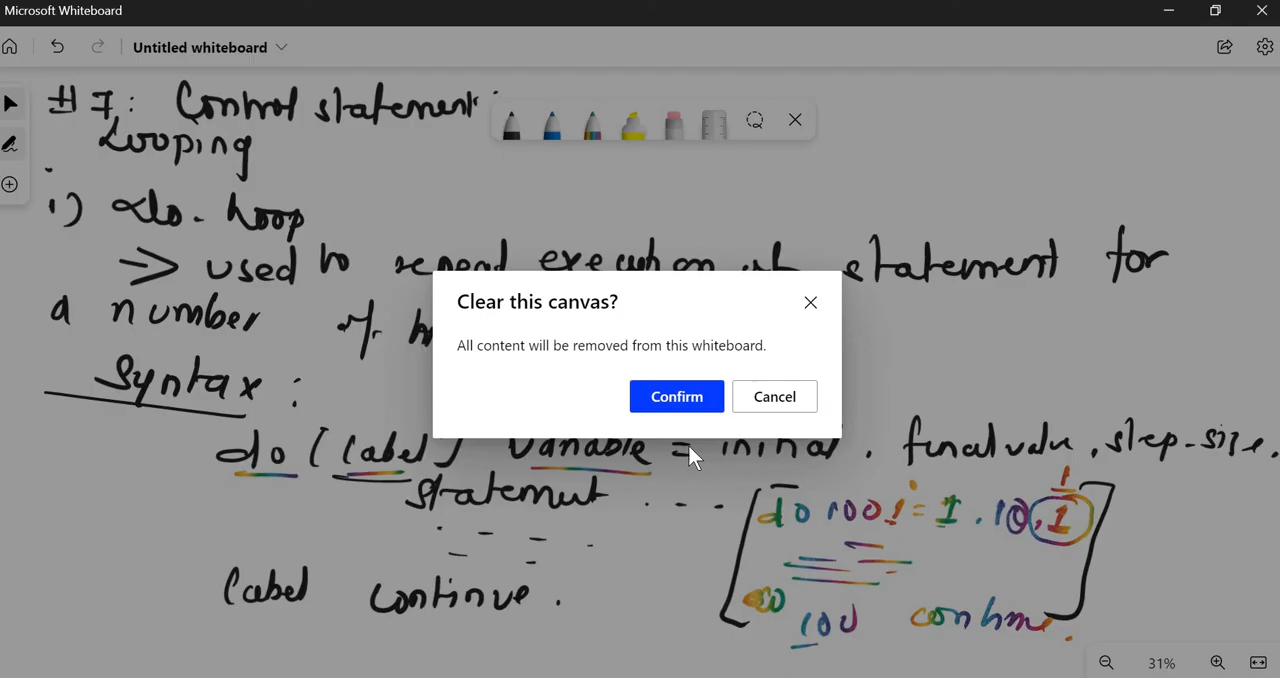 Microsoft Whiteboard
Untitled whiteboard
#7: Control statement:
Looping
i) Do-Loop
=> used to repeat execution of statement for
a number of
Clear this canvas?
All content will be removed from this whiteboard.
Confirm
Cancel
Syntax :
do (label) variable = initial, final value, step-size.
statement . . .
do 100 i = 1, 10, 1
1
label continue.
100 continue.
31%